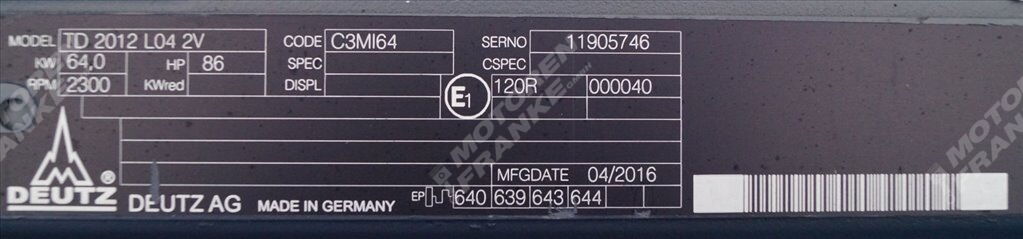 MODEL TD 2012 L04 2V CODE C3MI64 SERNO 11905746
KW 64,0 HP 86 SPEC CSPEC
RPM 2300 KWred DISPL E1 120R 000040
MFGDATE 04/2016
DEUTZ ® DEUTZ AG MADE IN GERMANY EP 640 639 643 644
MOTOREN
FRANKE GmbH